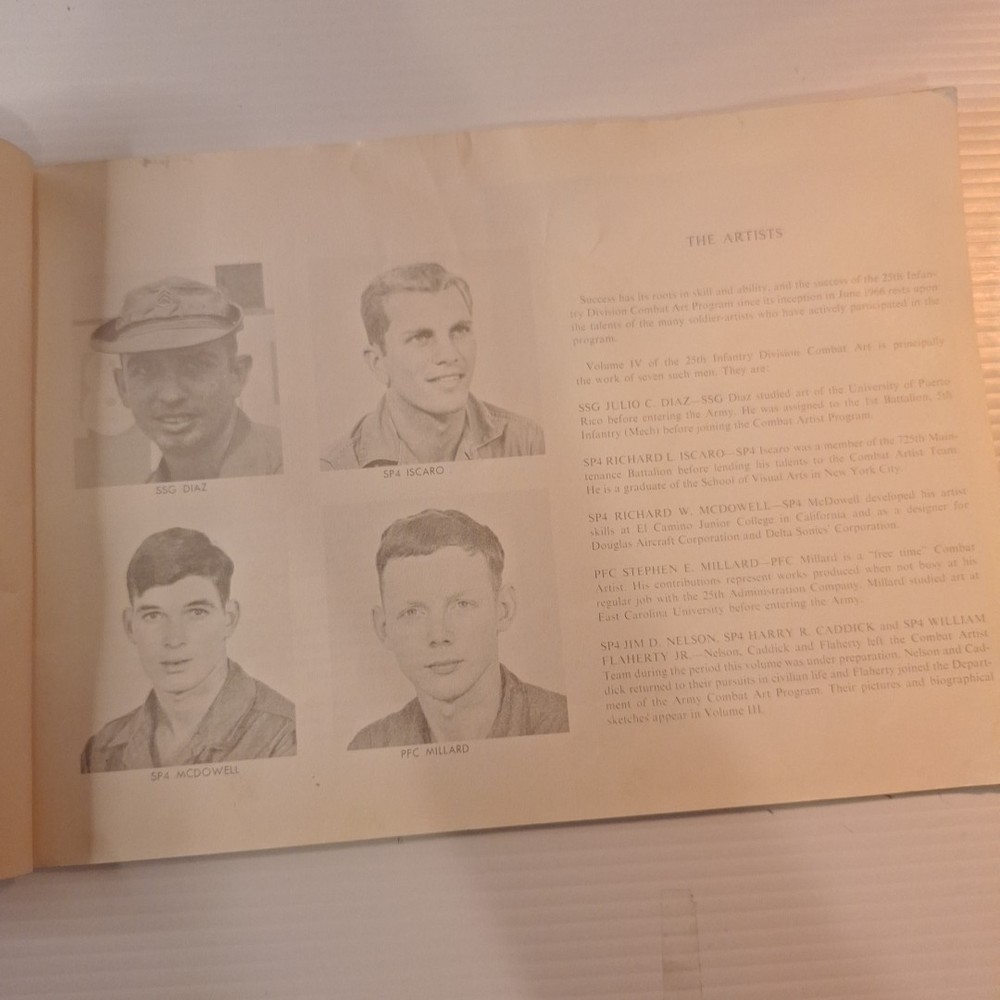 SSG DIAZ
SP4 ISCARO
SP4 MCDOWELL
PFC MILLARD
THE ARTISTS
Success has its roots in skill and ability, and the success of the 25th Infan-
try Division Combat Art Program since its inception in June 1966 rests upon
the talents of the many soldier-artists who have actively participated in the
program.
Volume IV of the 25th Infantry Division Combat Art is principally
the work of seven such men. They are:
SSG JULIO C. DIAZ—SSG Diaz studied art of the University of Puerto
Rico before entering the Army. He was assigned to the 1st Battalion, 5th
Infantry (Mech) before joining the Combat Artist Program.
SP4 RICHARD L. ISCARO—SP4 Iscaro was a member of the 725th Main-
tenance Battalion before lending his talents to the Combat Artist Team.
He is a graduate of the School of Visual Arts in New York City.
SP4 RICHARD W. MCDOWELL—SP4 McDowell developed his artist
skills at El Camino Junior College in California and as a designer for
Douglas Aircraft Corporation and Delta Sonics Corporation.
PFC STEPHEN E. MILLARD—PFC Millard is a "free time" Combat
Artist. His contributions represent works produced when not busy at his
regular job with the 25th Administration Company. Millard studied art at
East Carolina University before entering the Army.
SP4 JIM D. NELSON, SP4 HARRY R. CADDICK and SP4 WILLIAM
FLAHERTY JR.—Nelson, Caddick and Flaherty left the Combat Artist
Team during the period this volume was under preparation. Nelson and Cad-
dick returned to their pursuits in civilian life and Flaherty joined the Depart-
ment of the Army Combat Art Program. Their pictures and biographical
sketches appear in Volume III.